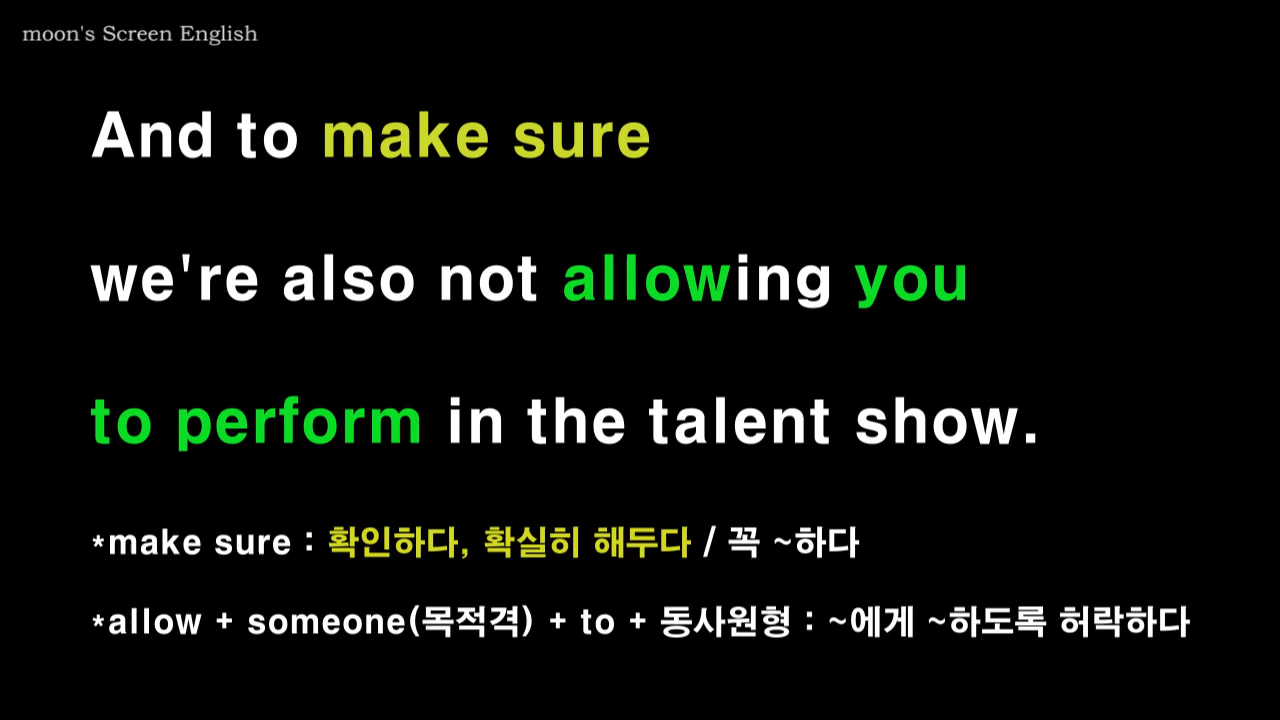 moon's Screen English
And to make sure
we're also not allowing you
to perform in the talent show.
*make sure : 확인하다, 확실히 해두다 / 꼭 ~하다
*allow + someone(목적격) + to + 동사원형 : ~에게 ~하도록 허락하다